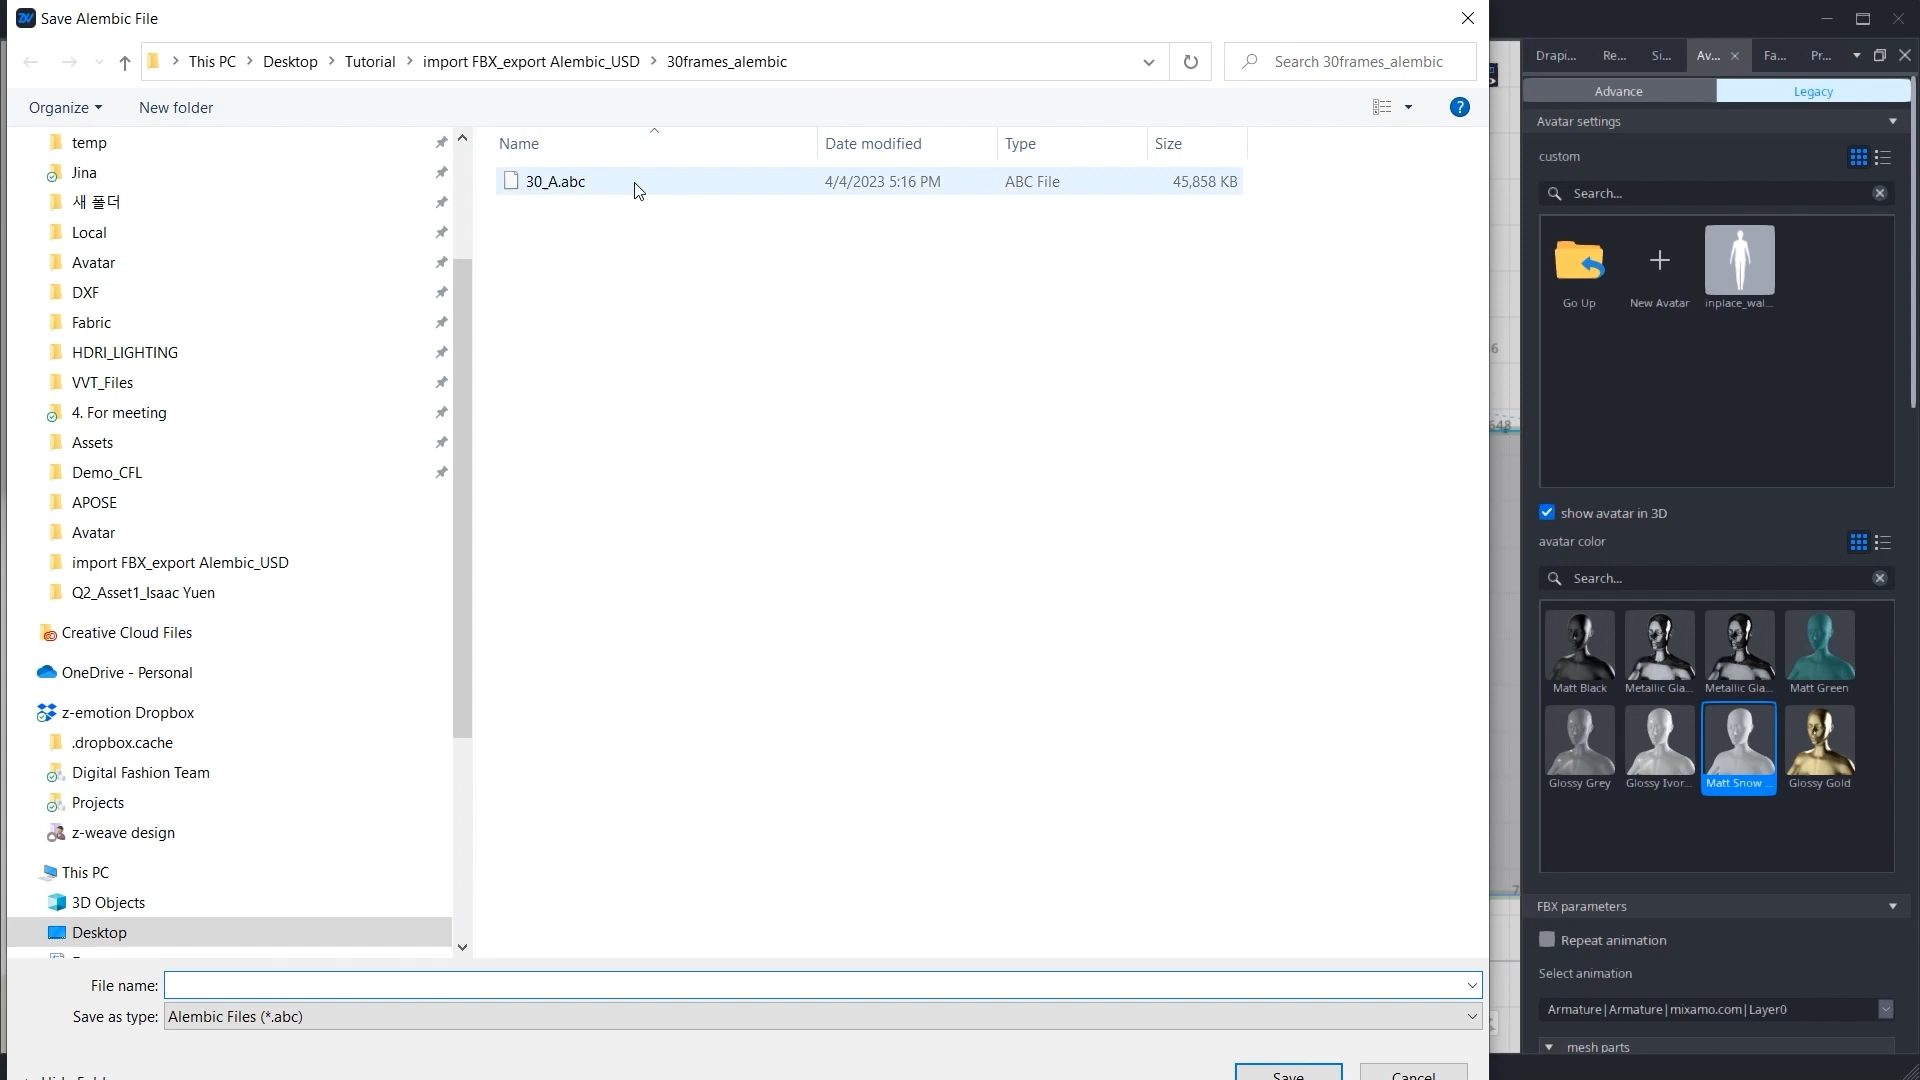 Save Alembic File
This PC
Desktop
Tutorial
import FBX_export Alembic_USD
30frames_alembic
Search 30frames_alembic
Organize
New folder
temp
Jina
새 폴더
Local
Avatar
DXF
Fabric
HDRI_LIGHTING
VVT_Files
4. For meeting
Assets
Demo_CFL
APOSE
Avatar
import FBX_export Alembic_USD
Q2_Asset1_Isaac Yuen
Creative Cloud Files
OneDrive - Personal
z-emotion Dropbox
.dropbox.cache
Digital Fashion Team
Projects
z-weave design
This PC
3D Objects
Desktop
Name
Date modified
Type
Size
30_A.abc
4/4/2023 5:16 PM
ABC File
45,858 KB
File name:
Save as type:
Alembic Files (*.abc)
Save
Cancel
Drapi...
Re...
Si...
Av...
Fa...
Pr...
Advance
Legacy
Avatar settings
custom
Search...
Go Up
New Avatar
inplace_wal...
show avatar in 3D
avatar color
Search...
Matt Black
Metallic Gla...
Metallic Gla...
Matt Green
Glossy Grey
Glossy Ivor...
Matt Snow ...
Glossy Gold
FBX parameters
Repeat animation
Select animation
Armature|Armature|mixamo.com|Layer0
mesh parts